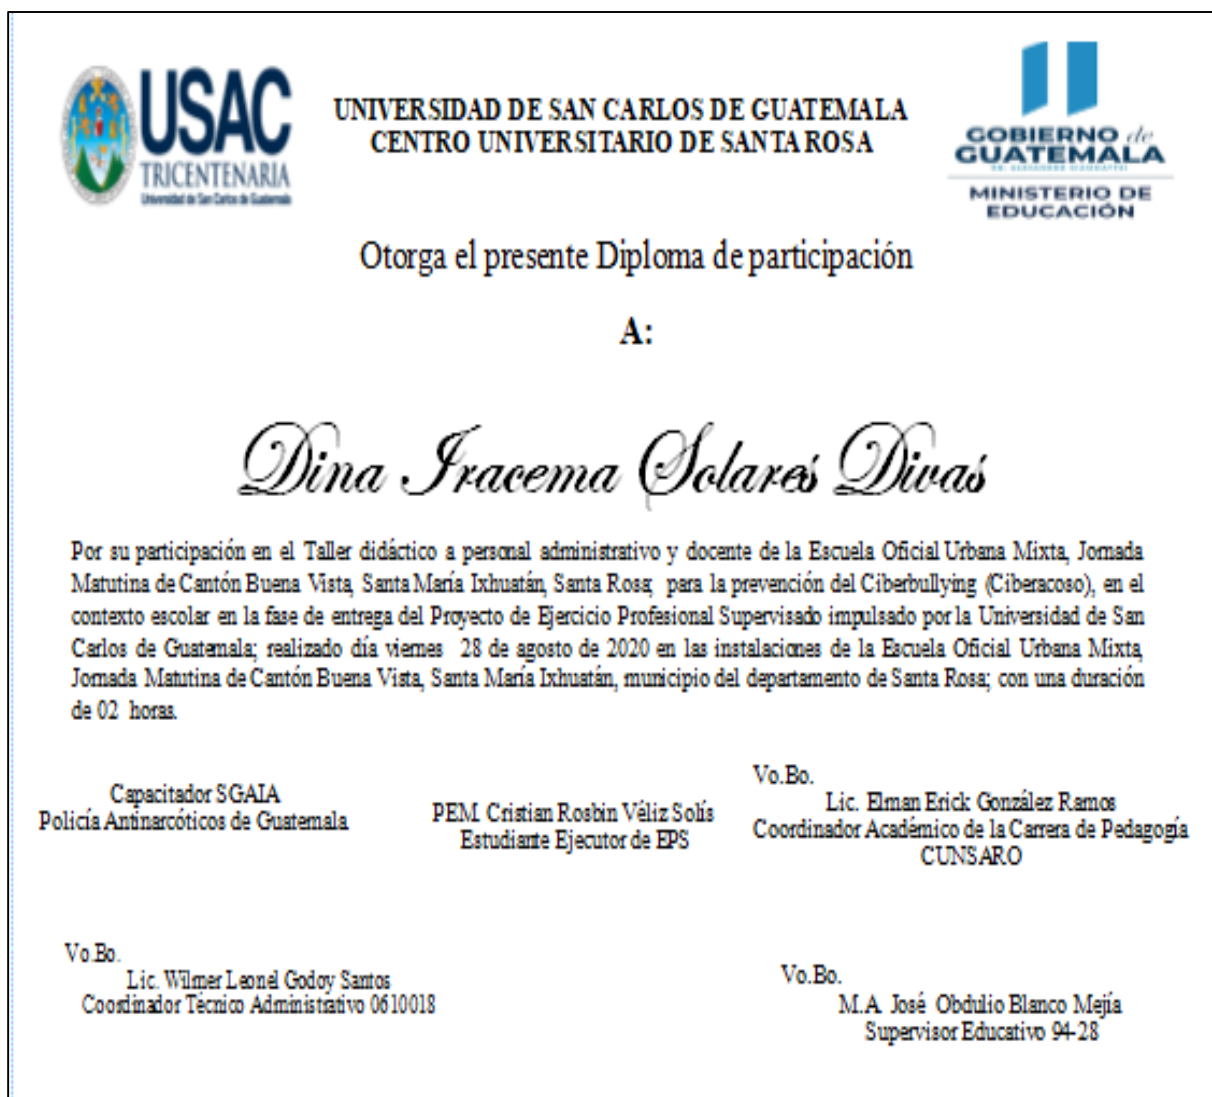 USAC
TRICENTENARIA
Universidad de San Carlos de Guatemala
UNIVERSIDAD DE SAN CARLOS DE GUATEMALA
CENTRO UNIVERSITARIO DE SANTA ROSA
GOBIERNO de
GUATEMALA
MINISTERIO DE
EDUCACIÓN
Otorga el presente Diploma de participación
A:
Dina Iracema Solares Divas
Por su participación en el Taller didáctico a personal administrativo y docente de la Escuela Oficial Urbana Mixta, Jornada
Matutina de Cantón Buena Vista, Santa María Ixhuatán, Santa Rosa; para la prevención del Ciberbullying (Ciberacoso), en el
contexto escolar en la fase de entrega del Proyecto de Ejercicio Profesional Supervisado impulsado por la Universidad de San
Carlos de Guatemala; realizado día viernes 28 de agosto de 2020 en las instalaciones de la Escuela Oficial Urbana Mixta,
Jornada Matutina de Cantón Buena Vista, Santa María Ixhuatán, municipio del departamento de Santa Rosa; con una duración
de 02 horas.
Capacitador SGAIA
Policía Antinarcóticos de Guatemala
PEM. Cristian Rosbin Véliz Solís
Estudiante Ejecutor de EPS
Vo.Bo.
Lic. Elman Erick González Ramos
Coordinador Académico de la Carrera de Pedagogía
CUNSARO
Vo.Bo.
Lic. Wilmer Leonel Godoy Santos
Coordinador Técnico Administrativo 0610018
Vo.Bo.
M.A. José Obdulio Blanco Mejía
Supervisor Educativo 94-28